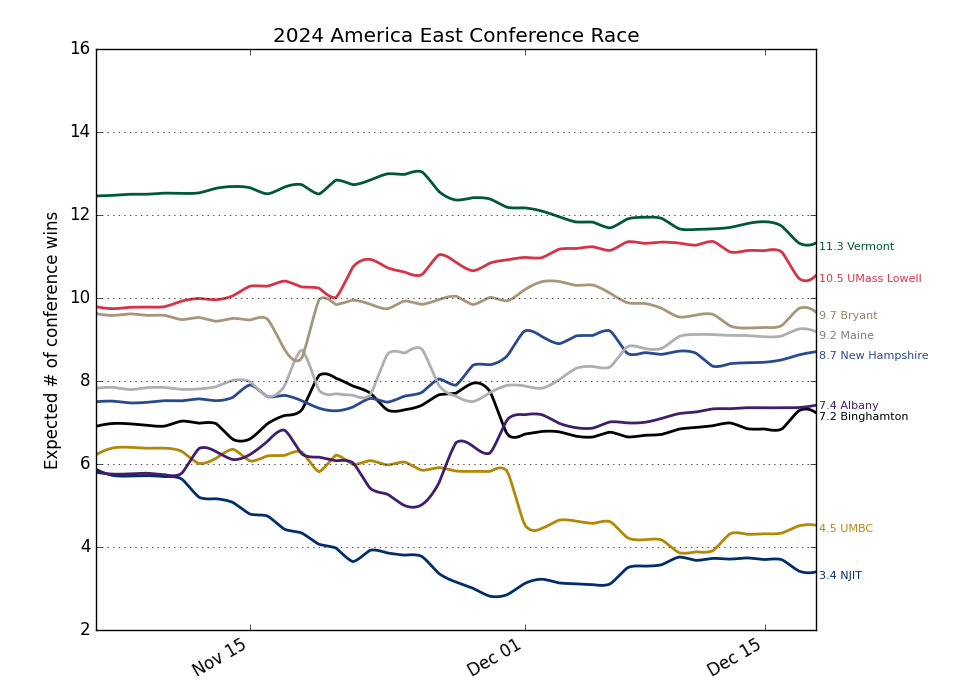 2024 America East Conference Race
Expected # of conference wins
16
14
12
10
8
6
4
2
Nov 15
Dec 01
Dec 15
11.3 Vermont
10.5 UMass Lowell
9.7 Bryant
9.2 Maine
8.7 New Hampshire
7.4 Albany
7.2 Binghamton
4.5 UMBC
3.4 NJIT